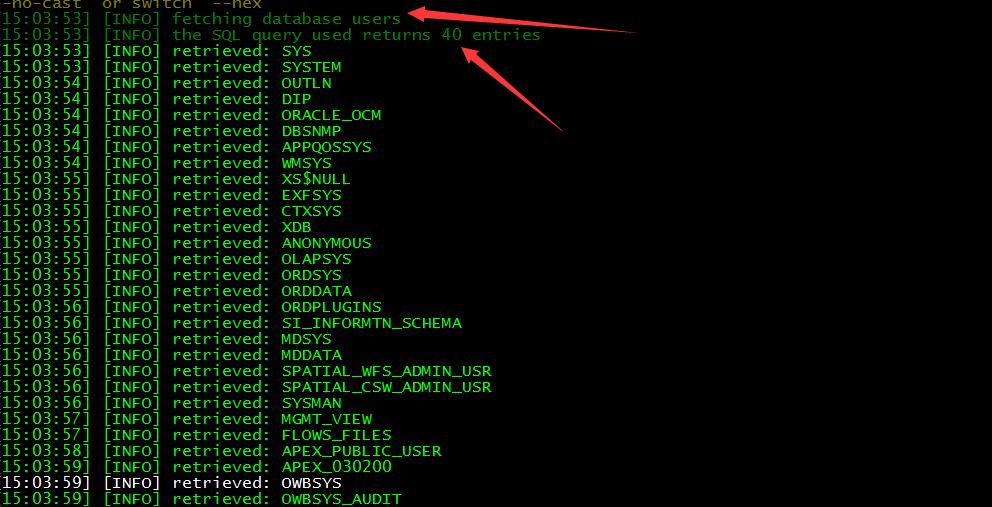 --no-cast' or switch '--hex'
[15:03:53] [INFO] fetching database users
[15:03:53] [INFO] the SQL query used returns 40 entries
[15:03:53] [INFO] retrieved: SYS
[15:03:53] [INFO] retrieved: SYSTEM
[15:03:54] [INFO] retrieved: OUTLN
[15:03:54] [INFO] retrieved: DIP
[15:03:54] [INFO] retrieved: ORACLE_OCM
[15:03:54] [INFO] retrieved: DBSNMP
[15:03:54] [INFO] retrieved: APPQOSSYS
[15:03:54] [INFO] retrieved: WMSYS
[15:03:55] [INFO] retrieved: XS$NULL
[15:03:55] [INFO] retrieved: EXFSYS
[15:03:55] [INFO] retrieved: CTXSYS
[15:03:55] [INFO] retrieved: XDB
[15:03:55] [INFO] retrieved: ANONYMOUS
[15:03:55] [INFO] retrieved: OLAPSYS
[15:03:55] [INFO] retrieved: ORDSYS
[15:03:55] [INFO] retrieved: ORDDATA
[15:03:56] [INFO] retrieved: ORDPLUGINS
[15:03:56] [INFO] retrieved: SI_INFORMTN_SCHEMA
[15:03:56] [INFO] retrieved: MDSYS
[15:03:56] [INFO] retrieved: MDDATA
[15:03:56] [INFO] retrieved: SPATIAL_WFS_ADMIN_USR
[15:03:56] [INFO] retrieved: SPATIAL_CSW_ADMIN_USR
[15:03:56] [INFO] retrieved: SYSMAN
[15:03:57] [INFO] retrieved: MGMT_VIEW
[15:03:57] [INFO] retrieved: FLOWS_FILES
[15:03:58] [INFO] retrieved: APEX_PUBLIC_USER
[15:03:59] [INFO] retrieved: APEX_030200
[15:03:59] [INFO] retrieved: OWBSYS
[15:03:59] [INFO] retrieved: OWBSYS_AUDIT